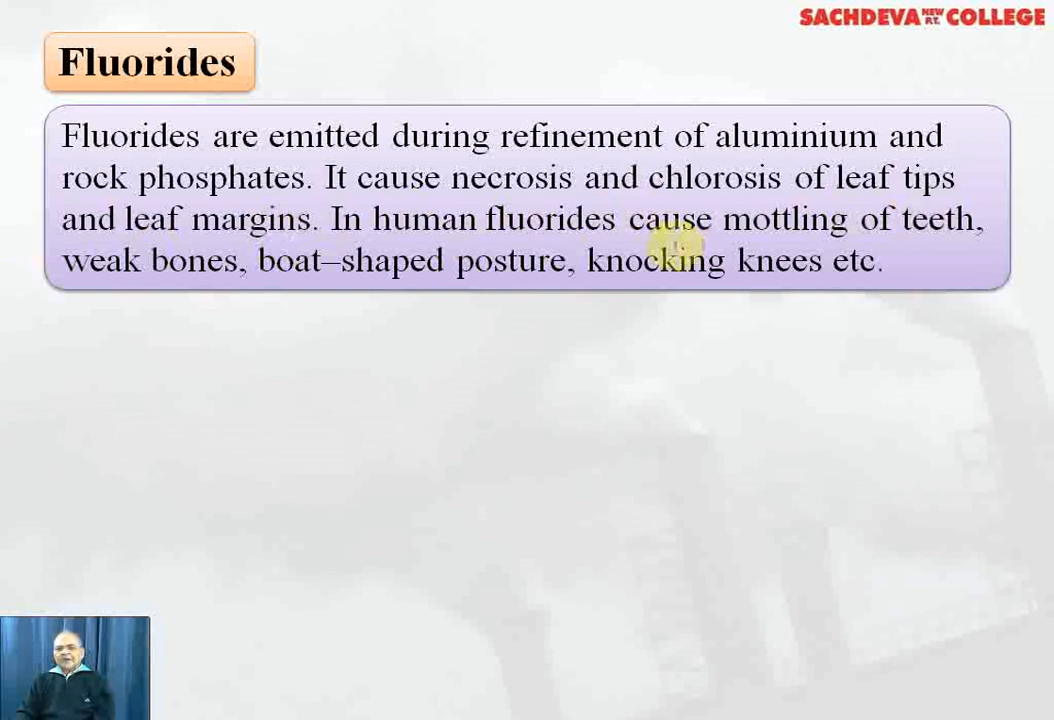 SACHDEVA NEW P.T. COLLEGE
Fluorides
Fluorides are emitted during refinement of aluminium and
rock phosphates. It cause necrosis and chlorosis of leaf tips
and leaf margins. In human fluorides cause mottling of teeth,
weak bones, boat–shaped posture, knocking knees etc.